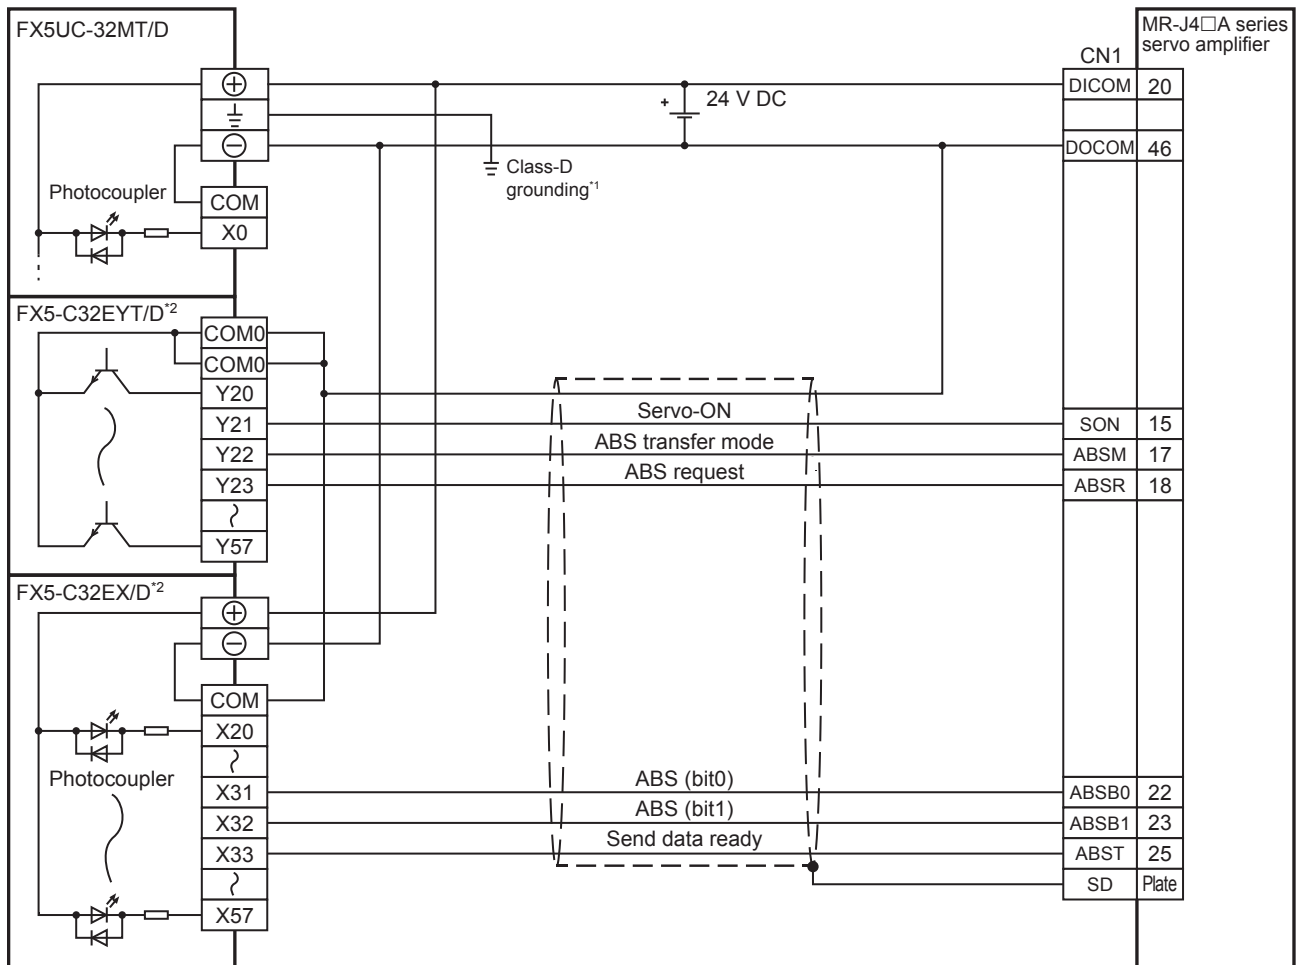 FX5UC-32MT/D
MR-J4□A series
servo amplifier
CN1
DICOM 20
24 V DC
+
DOCOM 46
Class-D
grounding*1
Photocoupler
COM
X0
FX5-C32EYT/D*2
COM0
COM0
Y20
Y21
Servo-ON
SON 15
Y22
ABS transfer mode
ABSM 17
Y23
ABS request
ABSR 18
Y57
FX5-C32EX/D*2
COM
X20
Photocoupler
X31
ABS (bit0)
ABSB0 22
X32
ABS (bit1)
ABSB1 23
X33
Send data ready
ABST 25
SD Plate
X57